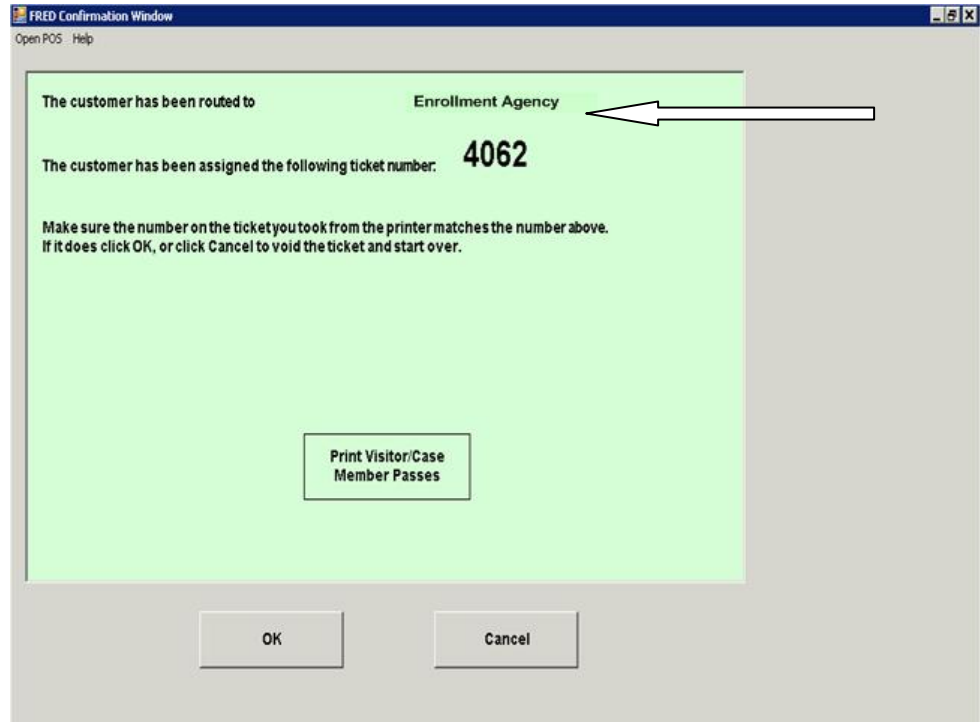 FRED Confirmation Window
Open POS Help
The customer has been routed to Enrollment Agency
The customer has been assigned the following ticket number: 4062
Make sure the number on the ticket you took from the printer matches the number above.
If it does click OK, or click Cancel to void the ticket and start over.
Print Visitor/Case
Member Passes
OK Cancel